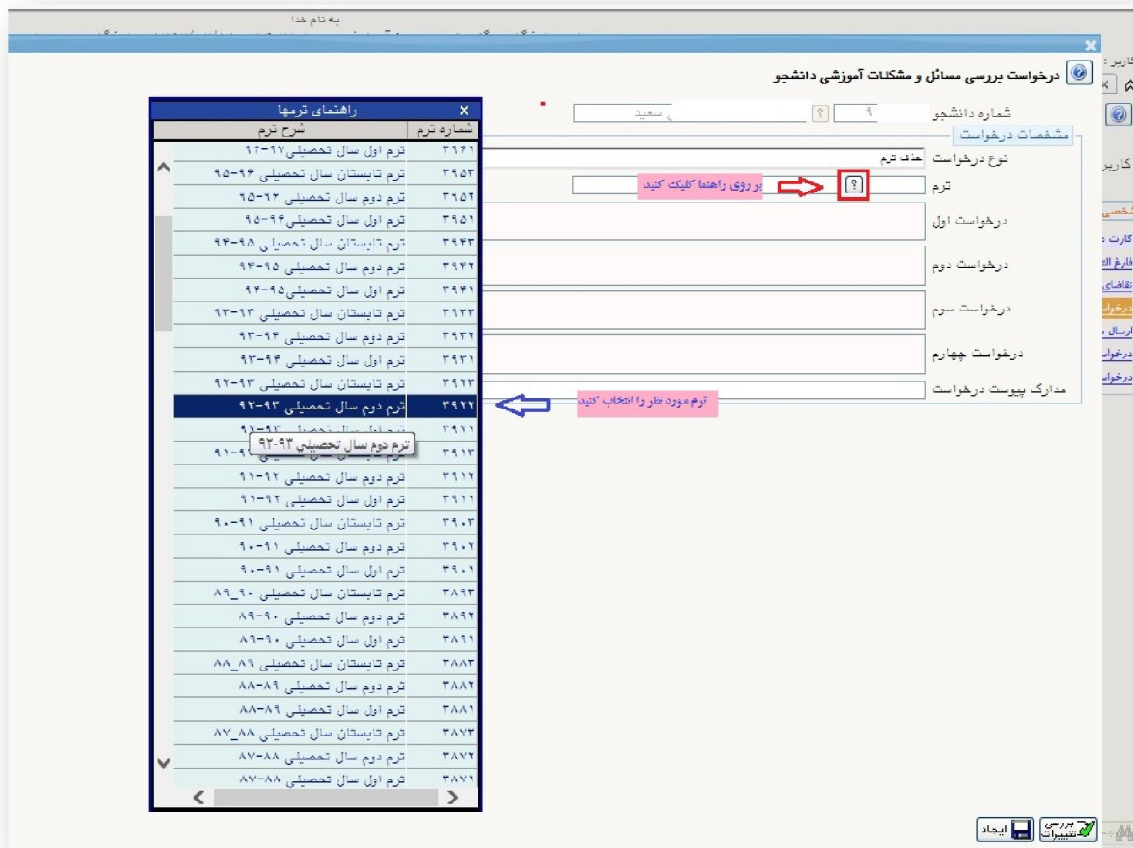 به نام خدا
درخواست بررسی مسائل و مشکلات آموزشی دانشجو
شماره دانشجو ۹ ؟ سعید
مشخصات درخواست
نوع درخواست حذف ترم
ترم ؟ بر روی راهنما کلیک کنید
درخواست اول
درخواست دوم
درخواست سوم
درخواست چهارم
مدارک پیوست درخواست
ترم مورد نظر را انتخاب کنید
راهنمای ترمها X
شماره ترم شرح ترم
۳۹۶۱ ترم اول سال تحصیلی ۹۷-۹۶
۳۹۵۳ ترم تابستان سال تحصیلی ۹۶-۹۵
۳۹۵۲ ترم دوم سال تحصیلی ۹۶-۹۵
۳۹۵۱ ترم اول سال تحصیلی ۹۶-۹۵
۳۹۴۳ ترم تابستان سال تحصیلی ۹۵-۹۴
۳۹۴۲ ترم دوم سال تحصیلی ۹۵-۹۴
۳۹۴۱ ترم اول سال تحصیلی ۹۵-۹۴
۳۹۳۳ ترم تابستان سال تحصیلی ۹۴-۹۳
۳۹۳۲ ترم دوم سال تحصیلی ۹۴-۹۳
۳۹۳۱ ترم اول سال تحصیلی ۹۴-۹۳
۳۹۲۳ ترم تابستان سال تحصیلی ۹۳-۹۲
۳۹۲۲ ترم دوم سال تحصیلی ۹۳-۹۲
۳۹۲۱ ترم اول سال تحصیلی ۹۳-۹۲
ترم دوم سال تحصیلی ۹۳-۹۲
۳۹۱۳
۳۹۱۲ ترم دوم سال تحصیلی ۹۲-۹۱
۳۹۱۱ ترم اول سال تحصیلی ۹۲-۹۱
۳۹۰۳ ترم تابستان سال تحصیلی ۹۱-۹۰
۳۹۰۲ ترم دوم سال تحصیلی ۹۱-۹۰
۳۹۰۱ ترم اول سال تحصیلی ۹۱-۹۰
۳۸۹۳ ترم تابستان سال تحصیلی ۹۰_۸۹
۳۸۹۲ ترم دوم سال تحصیلی ۹۰-۸۹
۳۸۹۱ ترم اول سال تحصیلی ۹۰-۸۹
۳۸۸۳ ترم تابستان سال تحصیلی ۸۹_۸۸
۳۸۸۲ ترم دوم سال تحصیلی ۸۹-۸۸
۳۸۸۱ ترم اول سال تحصیلی ۸۹-۸۸
۳۸۷۳ ترم تابستان سال تحصیلی ۸۸_۸۷
۳۸۷۲ ترم دوم سال تحصیلی ۸۸-۸۷
۳۸۷۱ ترم اول سال تحصیلی ۸۸-۸۷
بررسی تغییرات
ایجاد